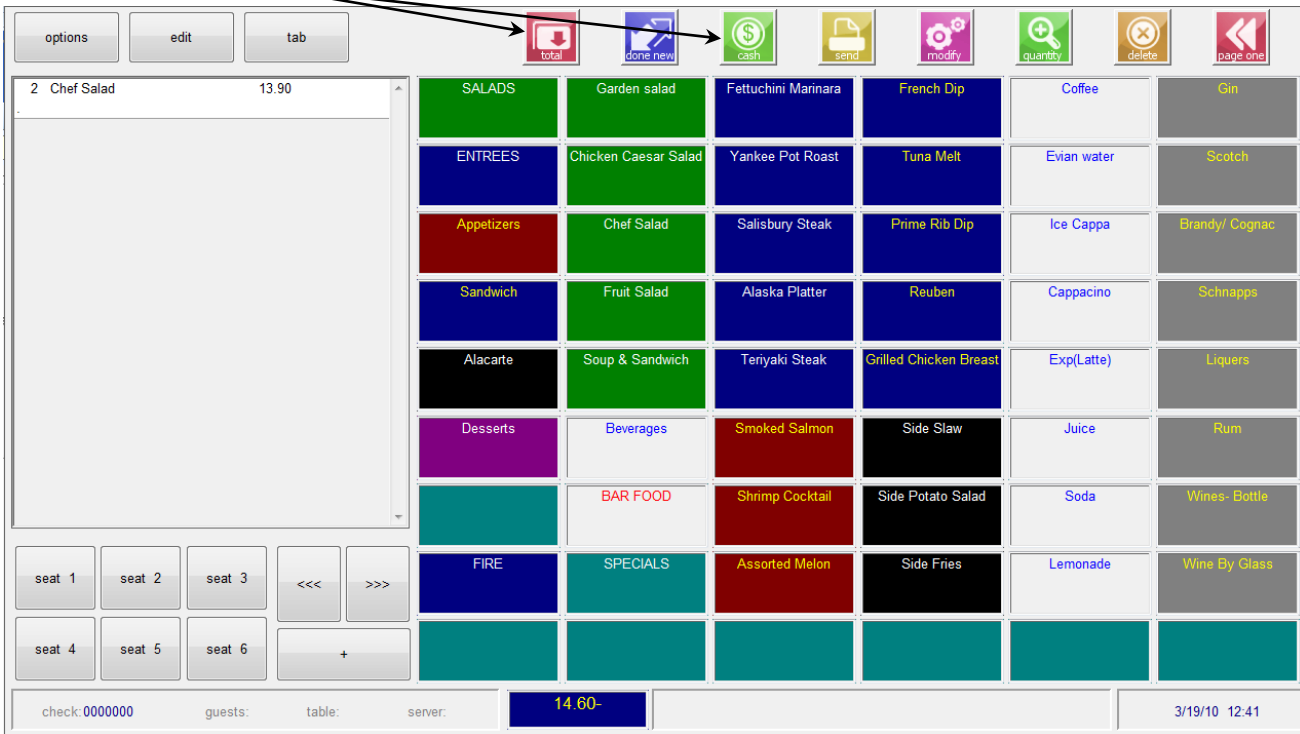 options edit tab
total done new cash send modify quantity delete page one
2 Chef Salad 13.90
.
SALADS Garden salad Fettuchini Marinara French Dip Coffee Gin
ENTREES Chicken Caesar Salad Yankee Pot Roast Tuna Melt Evian water Scotch
Appetizers Chef Salad Salisbury Steak Prime Rib Dip Ice Cappa Brandy/ Cognac
Sandwich Fruit Salad Alaska Platter Reuben Cappacino Schnapps
Alacarte Soup & Sandwich Teriyaki Steak Grilled Chicken Breast Exp(Latte) Liquers
Desserts Beverages Smoked Salmon Side Slaw Juice Rum
BAR FOOD Shrimp Cocktail Side Potato Salad Soda Wines- Bottle
FIRE SPECIALS Assorted Melon Side Fries Lemonade Wine By Glass
seat 1 seat 2 seat 3 <<< >>>
seat 4 seat 5 seat 6 +
check: 0000000 guests: table: server: 14.60- 3/19/10 12:41